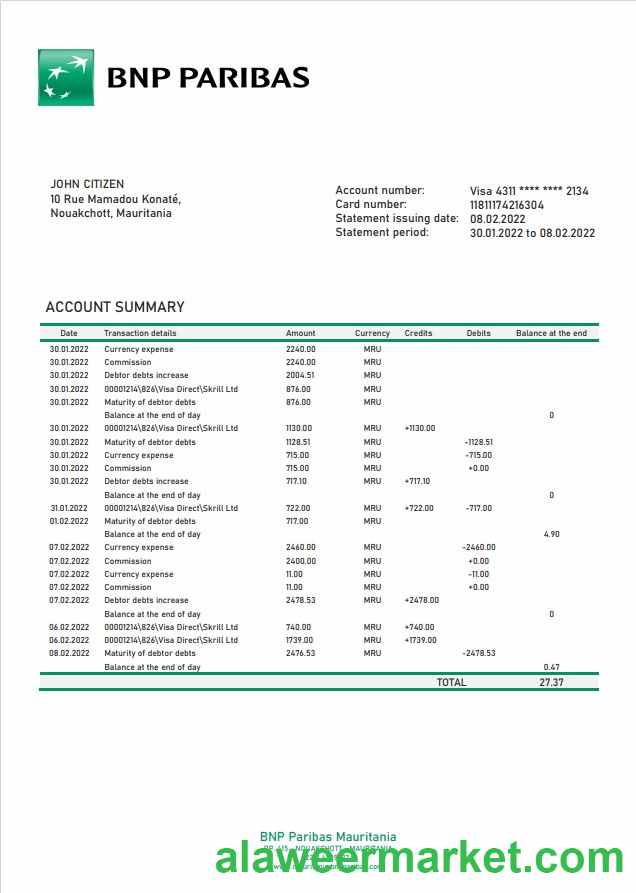 BNP PARIBAS
JOHN CITIZEN
10 Rue Mamadou Konaté,
Nouakchott, Mauritania
Account number: Visa 4311 **** **** 2134
Card number: 11811174216304
Statement issuing date: 08.02.2022
Statement period: 30.01.2022 to 08.02.2022
ACCOUNT SUMMARY
Date Transaction details Amount Currency Credits Debits Balance at the end
30.01.2022 Currency expense 2240.00 MRU
30.01.2022 Commission 2240.00 MRU
30.01.2022 Debtor debts increase 2004.51 MRU
30.01.2022 00001214\826\Visa Direct\Skrill Ltd 876.00 MRU
30.01.2022 Maturity of debtor debts 876.00 MRU
Balance at the end of day 0
30.01.2022 00001214\826\Visa Direct\Skrill Ltd 1130.00 MRU +1130.00
30.01.2022 Maturity of debtor debts 1128.51 MRU -1128.51
30.01.2022 Currency expense 715.00 MRU -715.00
30.01.2022 Commission 715.00 MRU +0.00
30.01.2022 Debtor debts increase 717.10 MRU +717.10
Balance at the end of day 0
31.01.2022 00001214\826\Visa Direct\Skrill Ltd 722.00 MRU +722.00 -717.00
01.02.2022 Maturity of debtor debts 717.00 MRU
Balance at the end of day 4.90
07.02.2022 Currency expense 2460.00 MRU -2460.00
07.02.2022 Commission 2400.00 MRU +0.00
07.02.2022 Currency expense 11.00 MRU -11.00
07.02.2022 Commission 11.00 MRU +0.00
07.02.2022 Debtor debts increase 2478.53 MRU +2478.00
Balance at the end of day 0
06.02.2022 00001214\826\Visa Direct\Skrill Ltd 740.00 MRU +740.00
06.02.2022 00001214\826\Visa Direct\Skrill Ltd 1739.00 MRU +1739.00
08.02.2022 Maturity of debtor debts 2476.53 MRU -2478.53
Balance at the end of day 0.47
TOTAL 27.37
BNP Paribas Mauritania
NOUAKCHOTT - MAURITANIA
alaweermarket.com